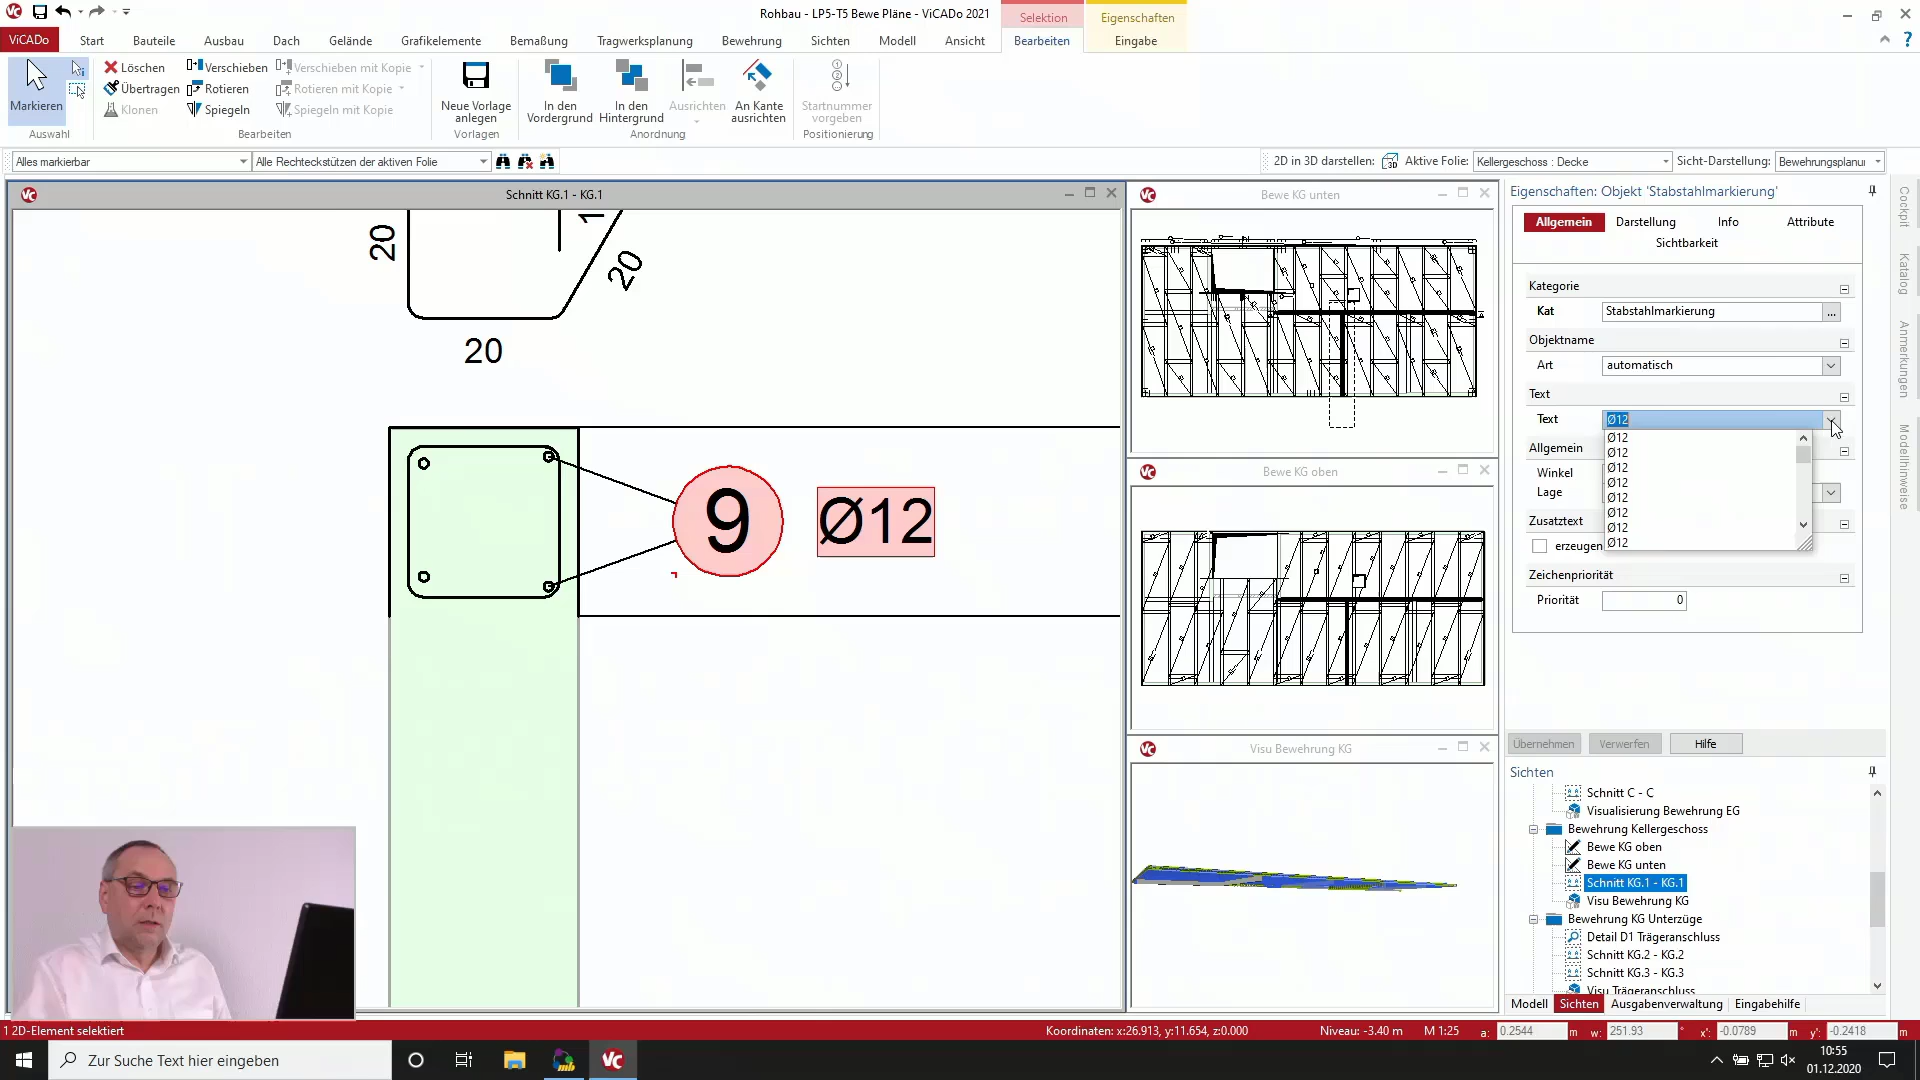 Rohbau - LP5-T5 Bewe Pläne - ViCADo 2021
Selektion
Eigenschaften
ViCADo
Start
Bauteile
Ausbau
Dach
Gelände
Grafikelemente
Bemaßung
Tragwerksplanung
Bewehrung
Sichten
Modell
Ansicht
Bearbeiten
Eingabe
Markieren
Löschen
Übertragen
Klonen
Verschieben
Rotieren
Spiegeln
Verschieben mit Kopie
Rotieren mit Kopie
Spiegeln mit Kopie
Neue Vorlage
anlegen
In den
Vordergrund
In den
Hintergrund
Ausrichten
An Kante
ausrichten
Startnummer
vorgeben
Auswahl
Bearbeiten
Vorlagen
Anordnung
Positionierung
Alles markierbar
Alle Rechteckstützen der aktiven Folie
2D in 3D darstellen:
Aktive Folie:
Kellergeschoss : Decke
Sicht-Darstellung:
Bewehrungsplanu
Schnitt KG.1 - KG.1
20
1
20
20
9
Ø12
Bewe KG unten
Bewe KG oben
Visu Bewehrung KG
Eigenschaften: Objekt 'Stabstahlmarkierung'
Allgemein
Darstellung
Info
Attribute
Sichtbarkeit
Kategorie
Kat
Stabstahlmarkierung
...
Objektname
Art
automatisch
Text
Text
Ø12
Ø12
Ø12
Ø12
Ø12
Ø12
Ø12
Ø12
Ø12
Allgemein
Winkel
Lage
Zusatztext
erzeugen
Zeichenpriorität
Priorität
0
Übernehmen
Verwerfen
Hilfe
Cockpit
Katalog
Anmerkungen
Modellhinweise
Sichten
Schnitt C - C
Visualisierung Bewehrung EG
Bewehrung Kellergeschoss
Bewe KG oben
Bewe KG unten
Schnitt KG.1 - KG.1
Visu Bewehrung KG
Bewehrung KG Unterzüge
Detail D1 Trägeranschluss
Schnitt KG.2 - KG.2
Schnitt KG.3 - KG.3
Visu Trägeranschluss
Modell
Sichten
Ausgabenverwaltung
Eingabehilfe
1 2D-Element selektiert
Koordinaten: x:26.913, y:11.654, z:0.000
Niveau: -3.40 m
M 1:25
a: 0.2544 m
w: 251.93 °
x': -0.0789 m
y': -0.2418 m
Zur Suche Text hier eingeben
mb
10:55
01.12.2020